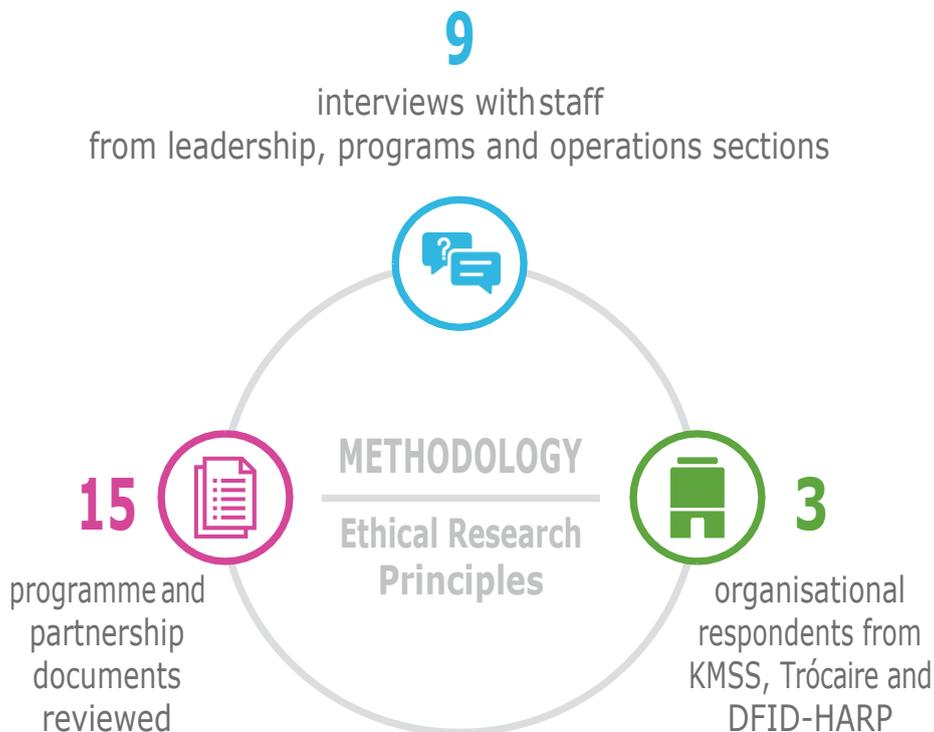 9
interviews with staff
from leadership, programs and operations sections
?
METHODOLOGY
Ethical Research
Principles
15
programme and
partnership
documents
reviewed
3
organisational
respondents from
KMSS, Trócaire and
DFID-HARP